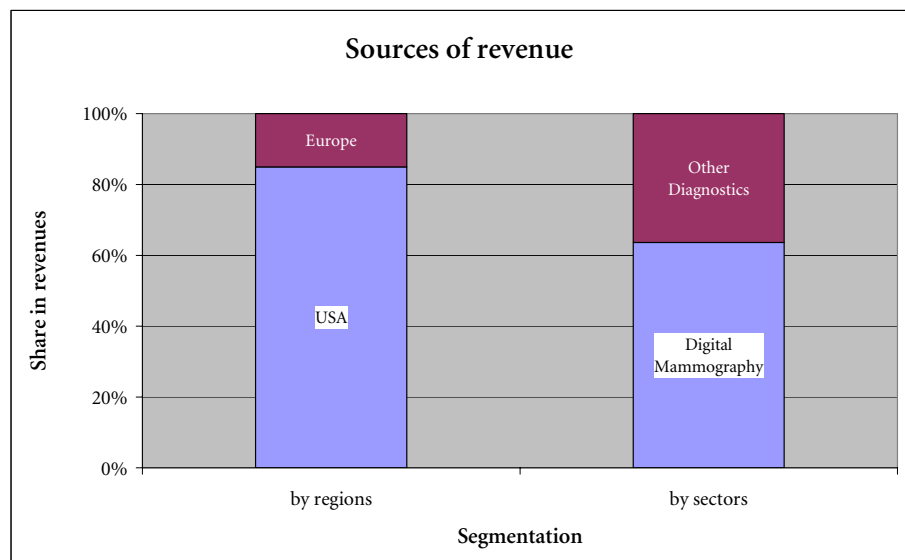 Sources of revenue
100%
80%
60%
40%
20%
0%
Share in revenues
Europe
USA
Other
Diagnostics
Digital
Mammography
by regions
by sectors
Segmentation